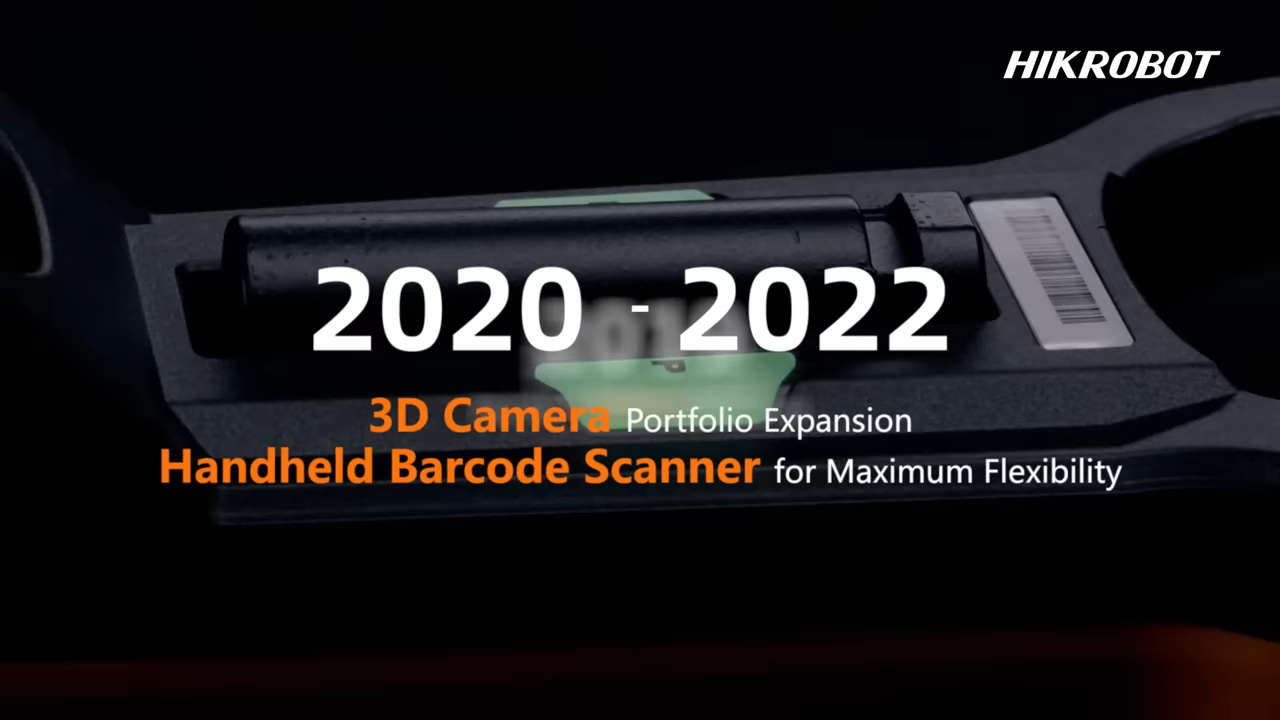 HIKROBOT
2020 - 2022
3D Camera Portfolio Expansion
Handheld Barcode Scanner for Maximum Flexibility